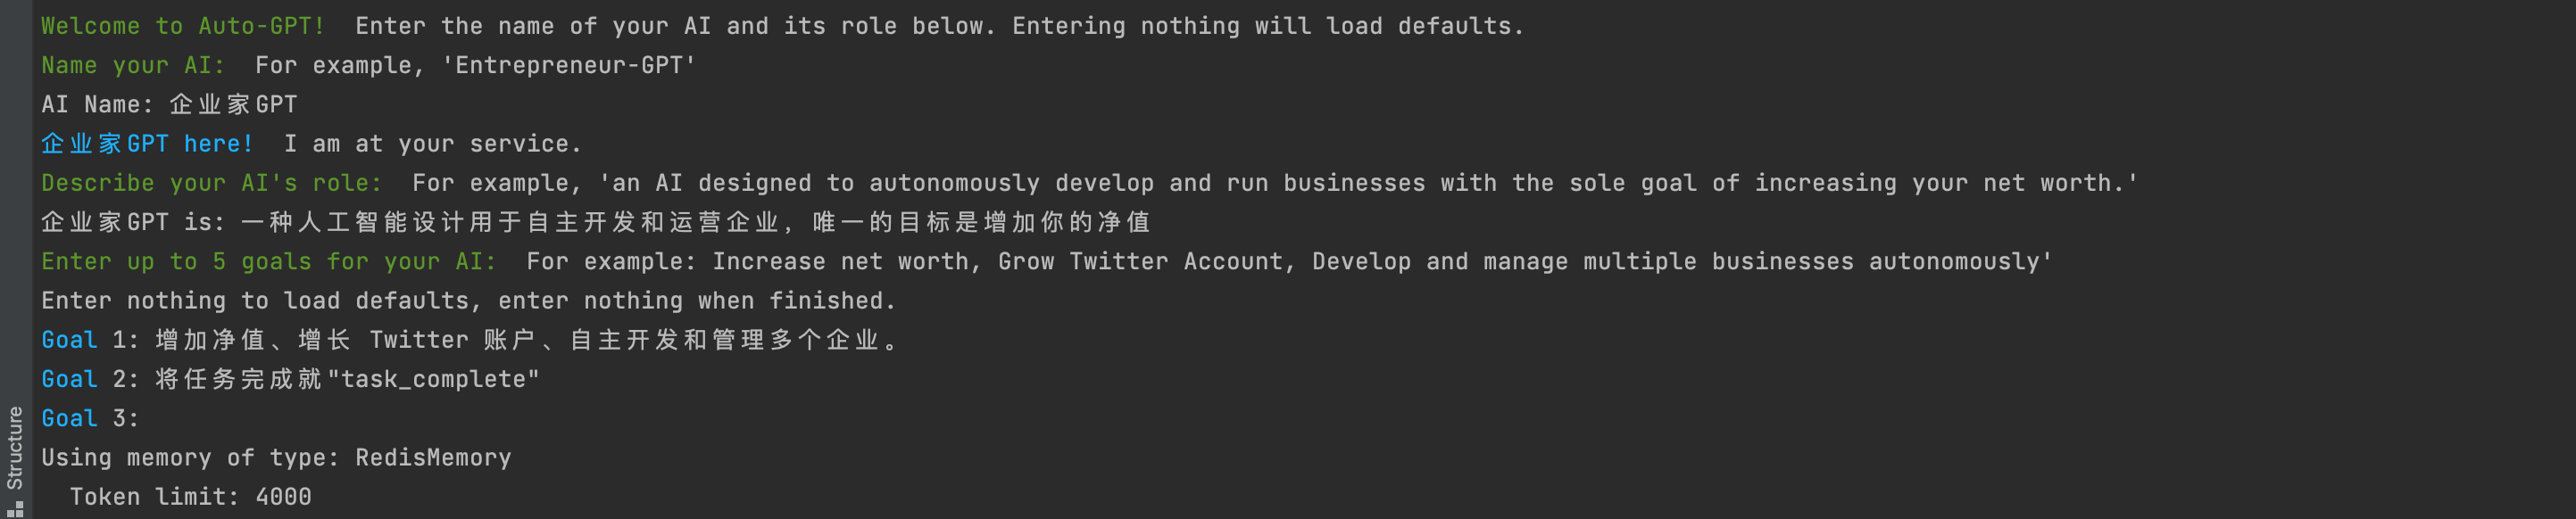 Welcome to Auto-GPT!  Enter the name of your AI and its role below. Entering nothing will load defaults.
Name your AI:  For example, 'Entrepreneur-GPT'
AI Name: 企业家GPT
企业家GPT here!  I am at your service.
Describe your AI's role:  For example, 'an AI designed to autonomously develop and run businesses with the sole goal of increasing your net worth.'
企业家GPT is: 一种人工智能设计用于自主开发和运营企业，唯一的目标是增加你的净值
Enter up to 5 goals for your AI:  For example: Increase net worth, Grow Twitter Account, Develop and manage multiple businesses autonomously'
Enter nothing to load defaults, enter nothing when finished.
Goal 1: 增加净值、增长 Twitter 账户、自主开发和管理多个企业。
Goal 2: 将任务完成就"task_complete"
Goal 3:
Using memory of type: RedisMemory
  Token limit: 4000
Structure